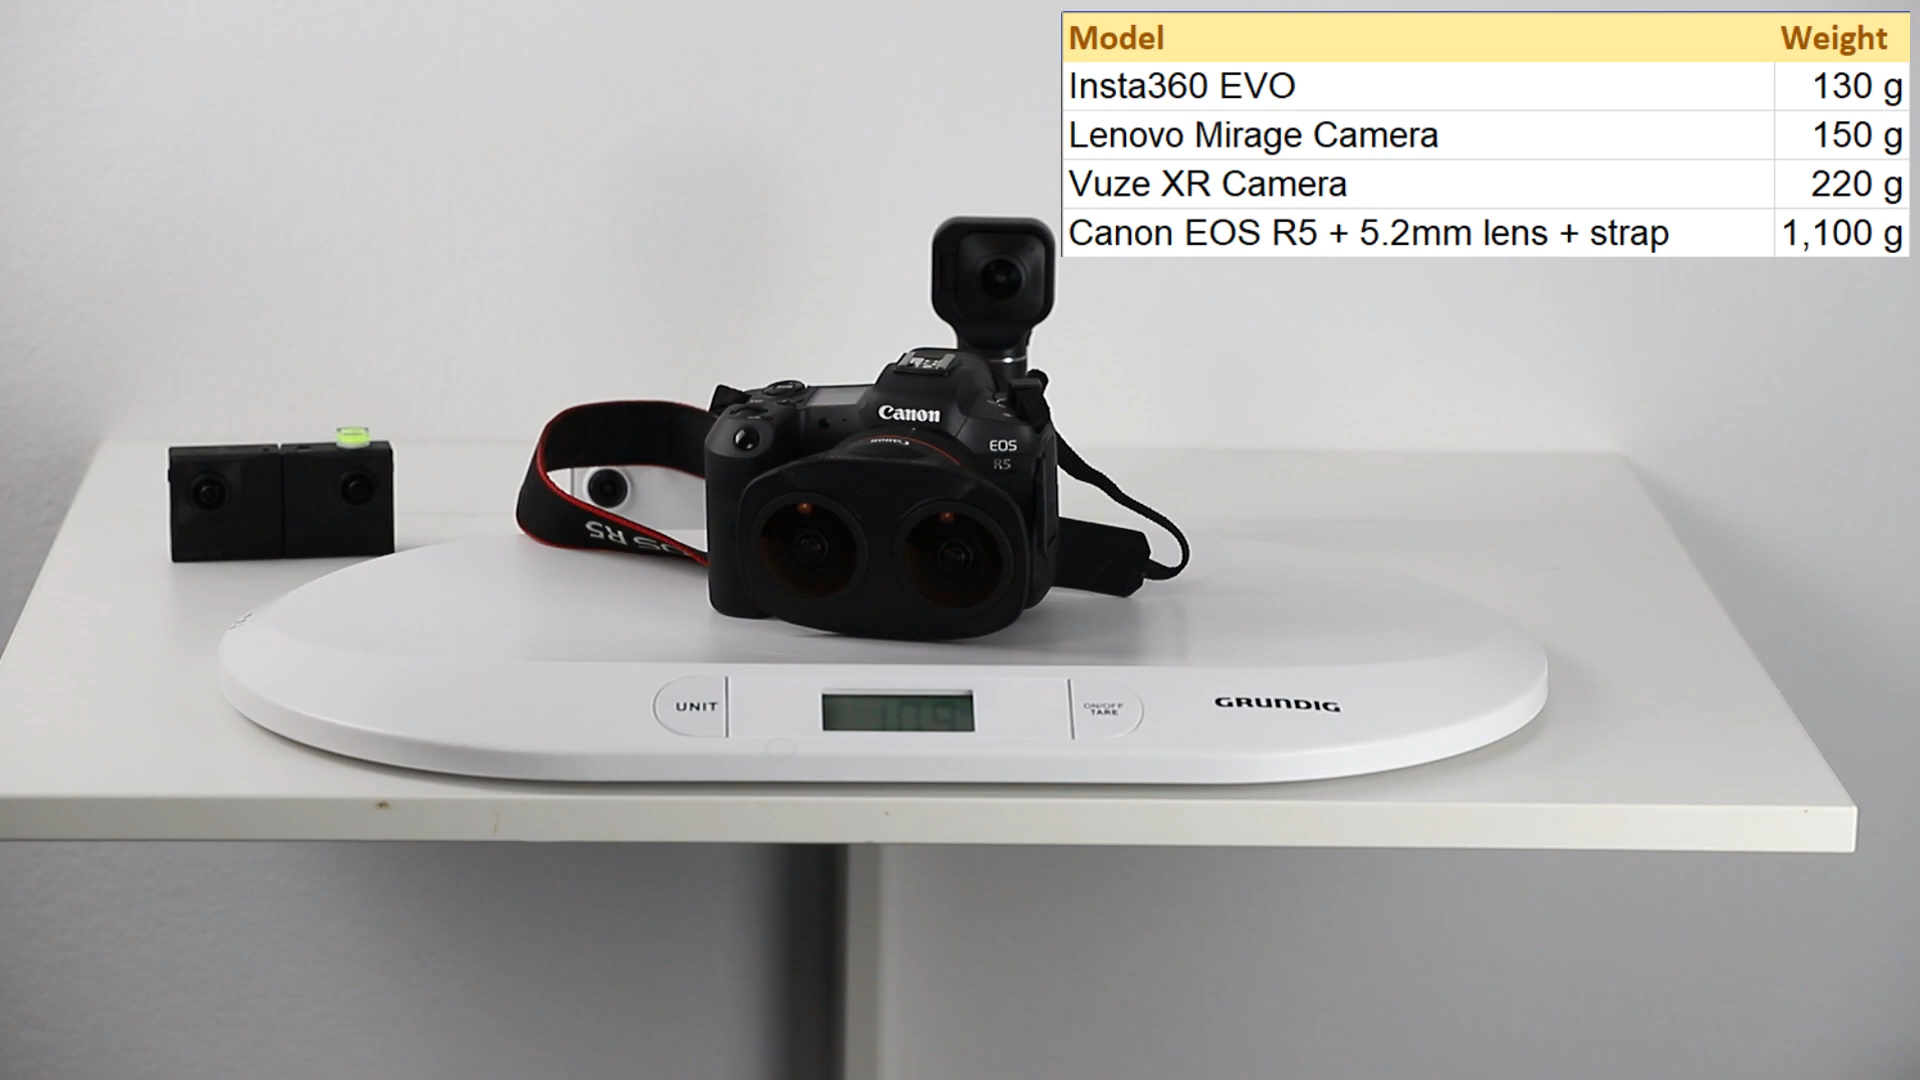 Model Weight
Insta360 EVO 130 g
Lenovo Mirage Camera 150 g
Vuze XR Camera 220 g
Canon EOS R5 + 5.2mm lens + strap 1,100 g
Canon
Canon
EOS
R5
EOS R5
UNIT
ON/OFF
TARE
GRUNDIG